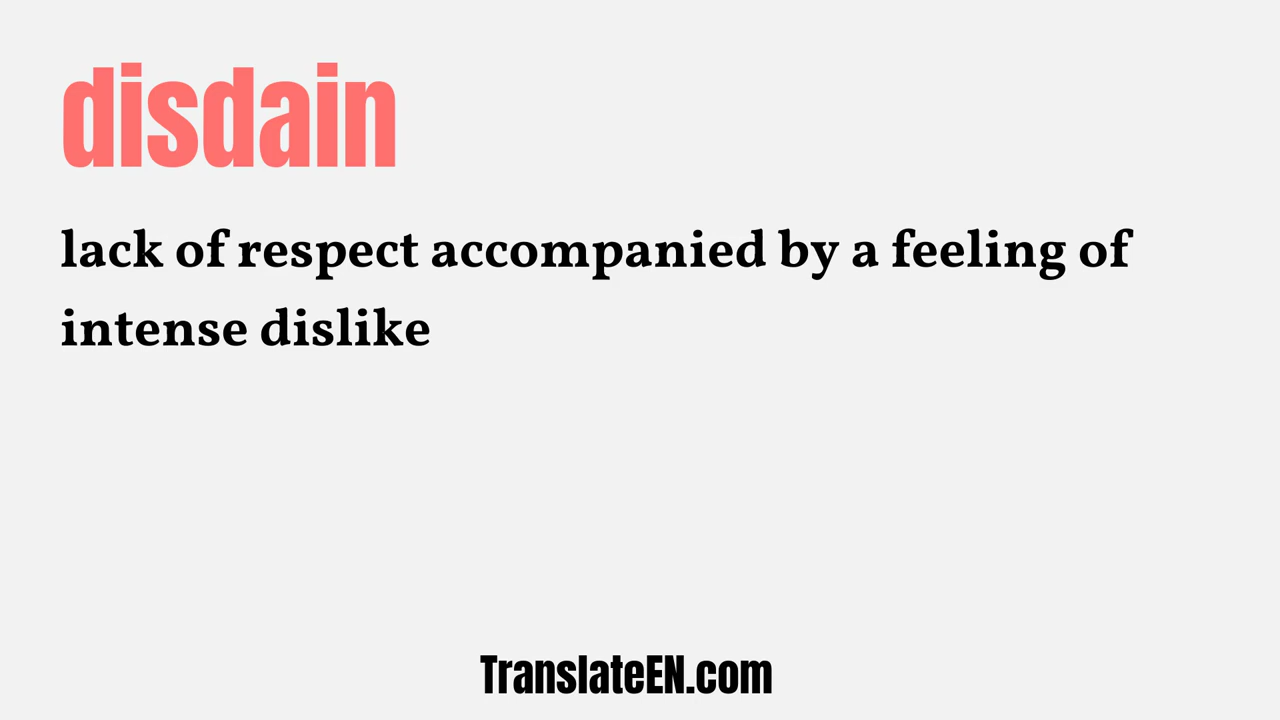 disdain
lack of respect accompanied by a feeling of
intense dislike
TranslateEN.com